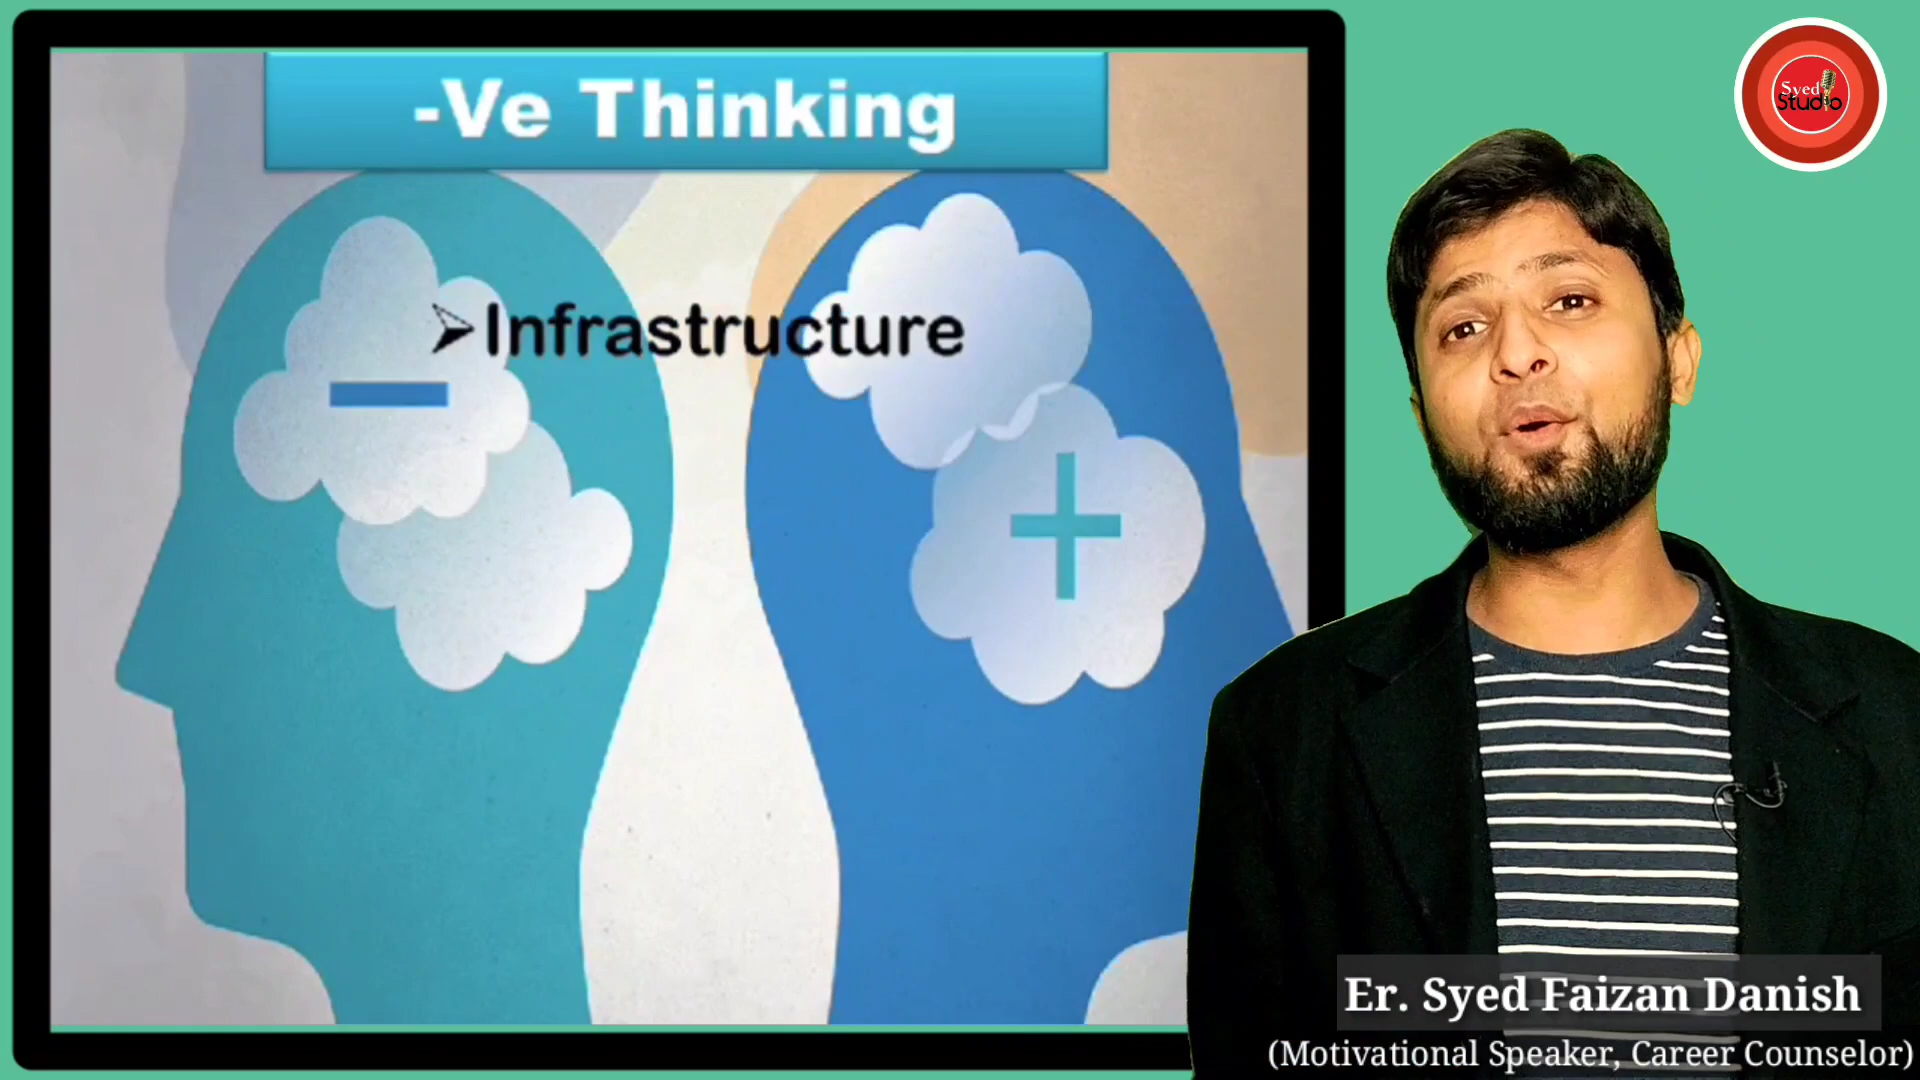 -Ve Thinking
➢Infrastructure
Syed
Studio
Er. Syed Faizan Danish
(Motivational Speaker, Career Counselor)